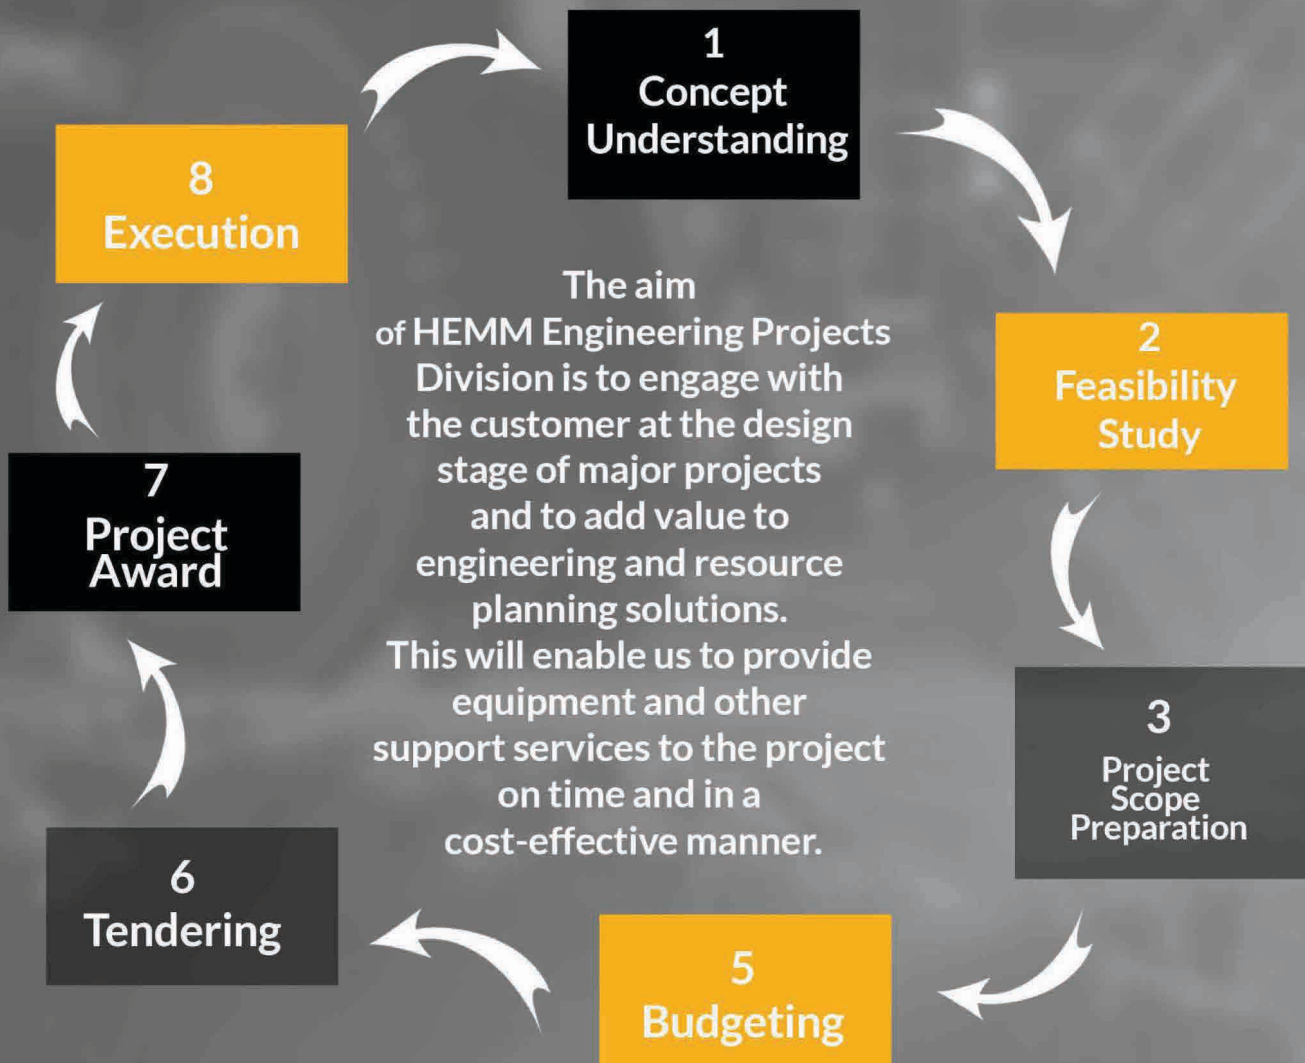 1
Concept
Understanding
2
Feasibility
Study
3
Project
Scope
Preparation
5
Budgeting
6
Tendering
7
Project
Award
8
Execution
The aim
of HEMM Engineering Projects
Division is to engage with
the customer at the design
stage of major projects
and to add value to
engineering and resource
planning solutions.
This will enable us to provide
equipment and other
support services to the project
on time and in a
cost-effective manner.